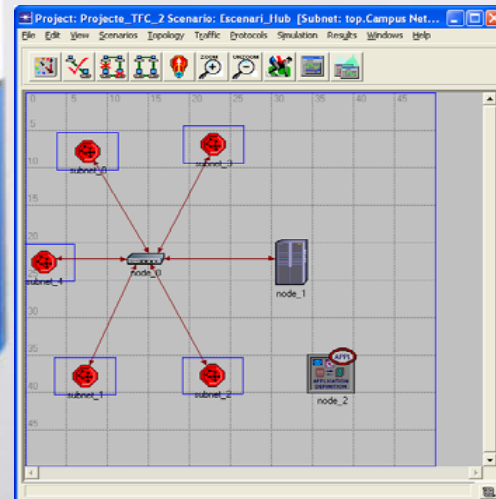 Project: Projecte_TFC_2 Scenario: Escenari_Hub [Subnet: top.Campus Net...
File Edit View Scenarios Topology Traffic Protocols Simulation Results Windows Help
ZOOM UNZOOM
0 5 10 15 20 25 30 35 40 45
5
subnet_3
10
subnet_0
15
20
node_0
25
subnet_4
node_1
30
35
APPL
APPLICATION
DEFINITION
40
subnet_1 subnet_2 node_2
45